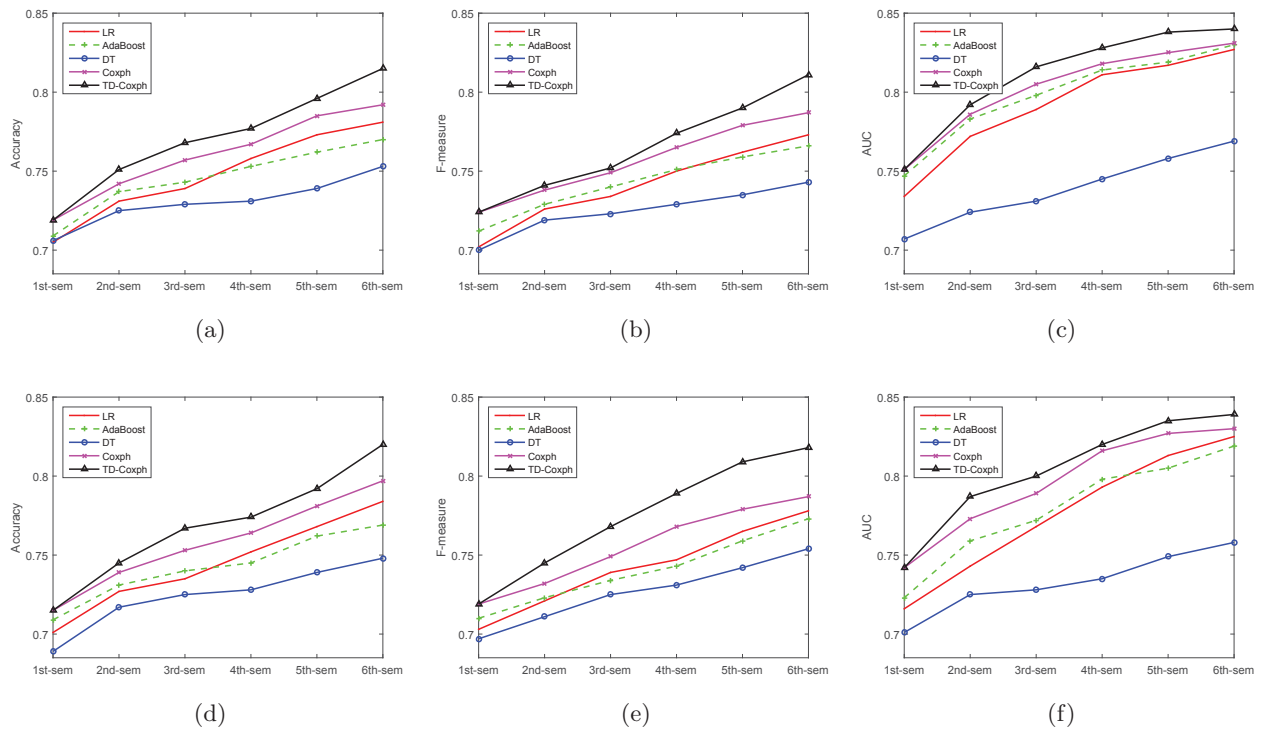 0.85
0.8
0.75
0.7
Accuracy
LR
AdaBoost
DT
Coxph
TD-Coxph
1st-sem 2nd-sem 3rd-sem 4th-sem 5th-sem 6th-sem
(a)
0.85
0.8
0.75
0.7
F-measure
LR
AdaBoost
DT
Coxph
TD-Coxph
1st-sem 2nd-sem 3rd-sem 4th-sem 5th-sem 6th-sem
(b)
0.85
0.8
0.75
0.7
AUC
LR
AdaBoost
DT
Coxph
TD-Coxph
1st-sem 2nd-sem 3rd-sem 4th-sem 5th-sem 6th-sem
(c)
0.85
0.8
0.75
0.7
Accuracy
LR
AdaBoost
DT
Coxph
TD-Coxph
1st-sem 2nd-sem 3rd-sem 4th-sem 5th-sem 6th-sem
(d)
0.85
0.8
0.75
0.7
F-measure
LR
AdaBoost
DT
Coxph
TD-Coxph
1st-sem 2nd-sem 3rd-sem 4th-sem 5th-sem 6th-sem
(e)
0.85
0.8
0.75
0.7
AUC
LR
AdaBoost
DT
Coxph
TD-Coxph
1st-sem 2nd-sem 3rd-sem 4th-sem 5th-sem 6th-sem
(f)